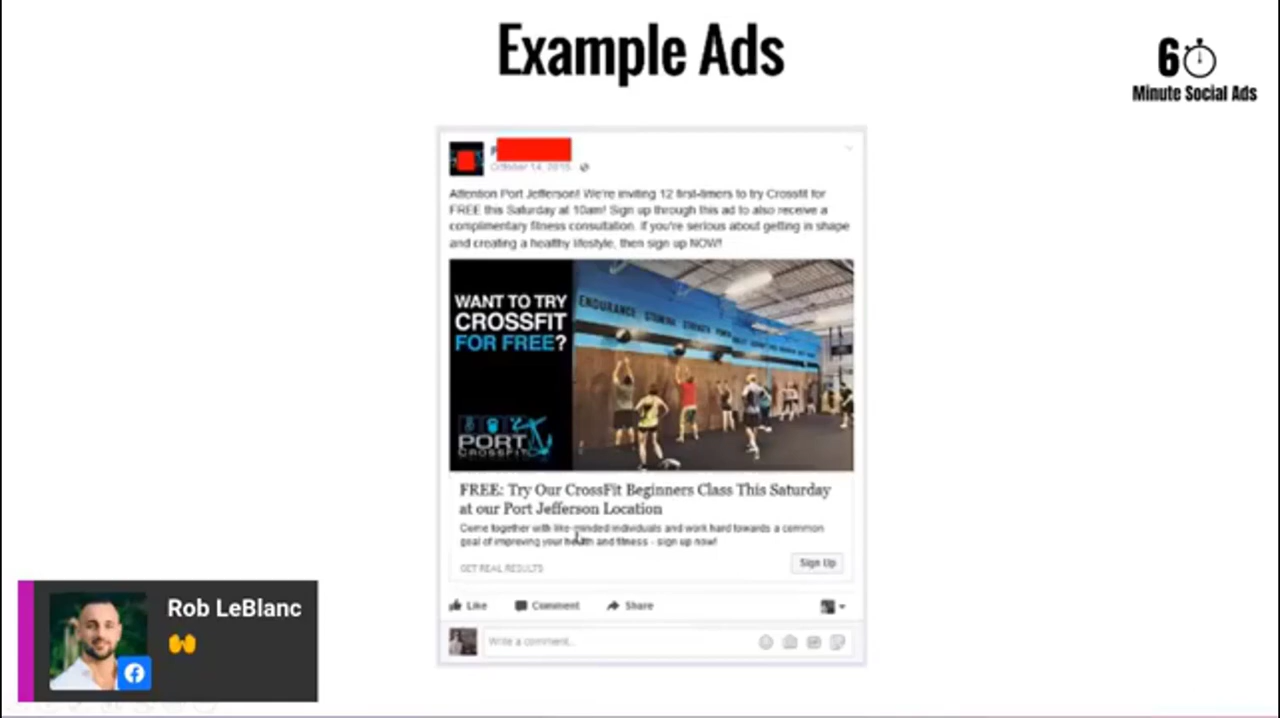 Example Ads
6
Minute Social Ads
October 14, 2015
Attention Port Jefferson! We're inviting 12 first-timers to try Crossfit for
FREE this Saturday at 10am! Sign up through this ad to also receive a
complimentary fitness consultation. If you're serious about getting in shape
and creating a healthy lifestyle, then sign up NOW!
WANT TO TRY
CROSSFIT
FOR FREE?
ENDURANCE STAMINA STRENGTH POWER
PORT
CROSSFIT
FREE: Try Our CrossFit Beginners Class This Saturday
at our Port Jefferson Location
Come together with like-minded individuals and work hard towards a common
goal of improving your health and fitness - sign up now!
Sign Up
GET REAL RESULTS
Like Comment Share
Write a comment...
Rob LeBlanc